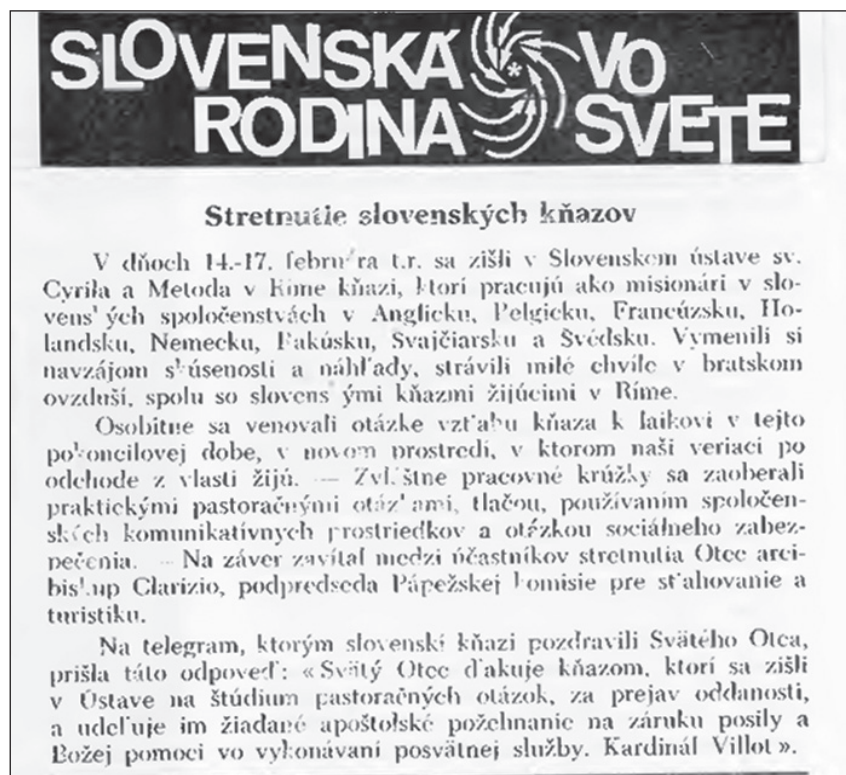 SLOVENSKÁ VO
RODINA SVETE
Stretnutie slovenských kňazov
V dňoch 14.-17. februára t.r. sa zišli v Slovenskom ústave sv.
Cyrila a Metoda v Ríme kňazi, ktorí pracujú ako misionári v slo-
venských spoločenstvách v Anglicku, Belgicku, Francúzsku, Ho-
landsku, Nemecku, Rakúsku, Švajčiarsku a Švédsku. Vymenili si
navzájom skúsenosti a náhľady, strávili milé chvíle v bratskom
ovzduší, spolu so slovenskými kňazmi žijúcimi v Ríme.
Osobitne sa venovali otázke vzťahu kňaza k laikovi v tejto
pokoncilovej dobe, v novom prostredí, v ktorom naši veriaci po
odchode z vlasti žijú. — Zvláštne pracovné krúžky sa zaoberali
praktickými pastoračnými otázkami, tlačou, používaním spoločen-
ských komunikatívnych prostriedkov a otázkou sociálneho zabez-
pečenia. — Na záver zavítal medzi účastníkov stretnutia Otec arci-
biskup Clarizio, podpredseda Pápežskej komisie pre sťahovanie a
turistiku.
Na telegram, ktorým slovenskí kňazi pozdravili Svätého Otca,
prišla táto odpoveď: « Svätý Otec ďakuje kňazom, ktorí sa zišli
v Ústave na štúdium pastoračných otázok, za prejav oddanosti,
a udeľuje im žiadané apoštolské požehnanie na záruku posily a
Božej pomoci vo vykonávaní posvätnej služby. Kardinál Villot ».